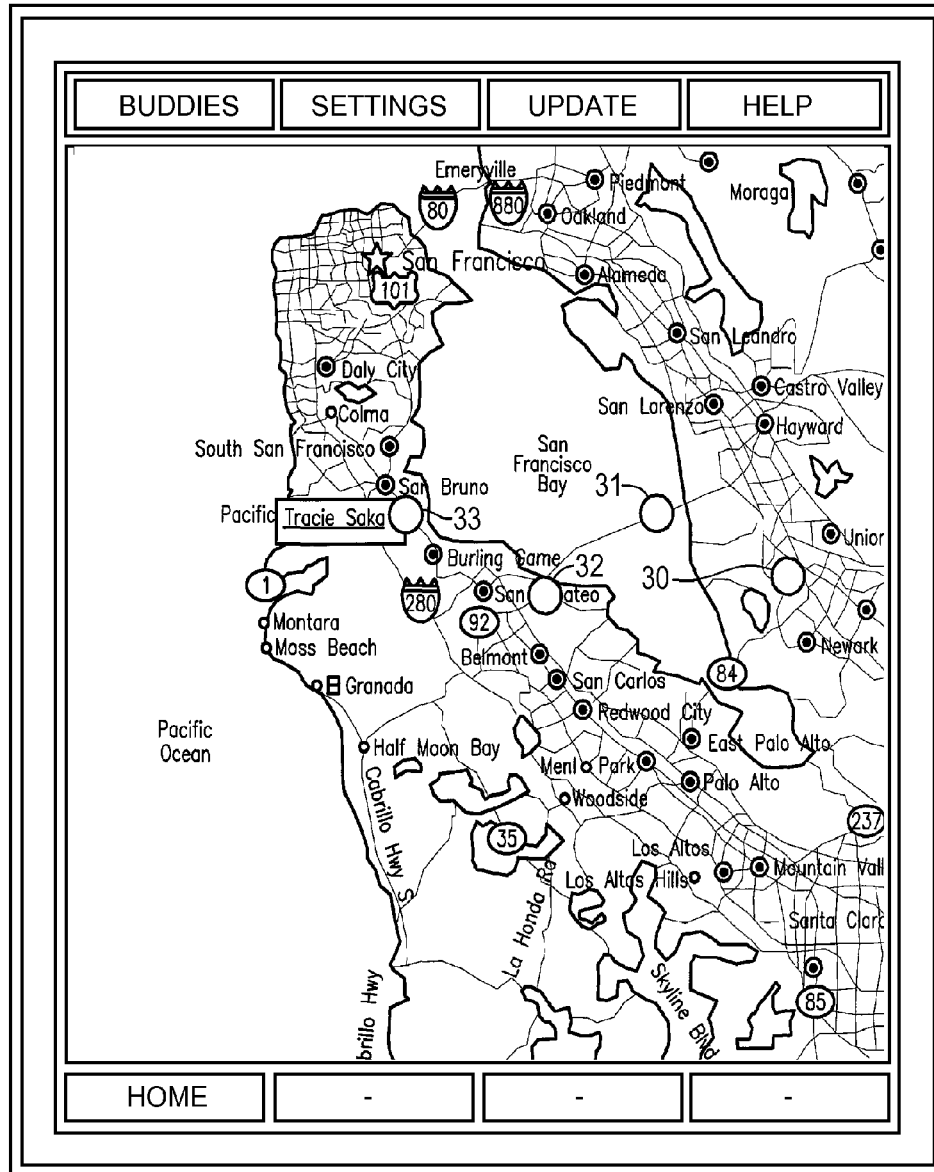 BUDDIES SETTINGS UPDATE HELP
Emeryville
Piedmont
Moraga
80
880
Oakland
San Francisco
101
Alameda
San Leandro
Daly City
Castro Valley
Colma
San Lorenzo
Hayward
South San Francisco
San
Francisco
Bay
San Bruno
31
Pacific
Tracie Saka
33
Union
Burling Game
32
30
1
280
San ateo
92
Montara
Moss Beach
Newark
Belmont
84
San Carlos
Granada
Redwood City
Pacific
Ocean
Half Moon Bay
East Palo Alto
Menl Park
Palo Alto
Woodside
Cabrillo Hwy S
237
35
Los Altos
Mountain Vall
Los Altos Hills
La Honda Rd
Santa Clara
Skyline Blvd
85
brillo Hwy
HOME - - -